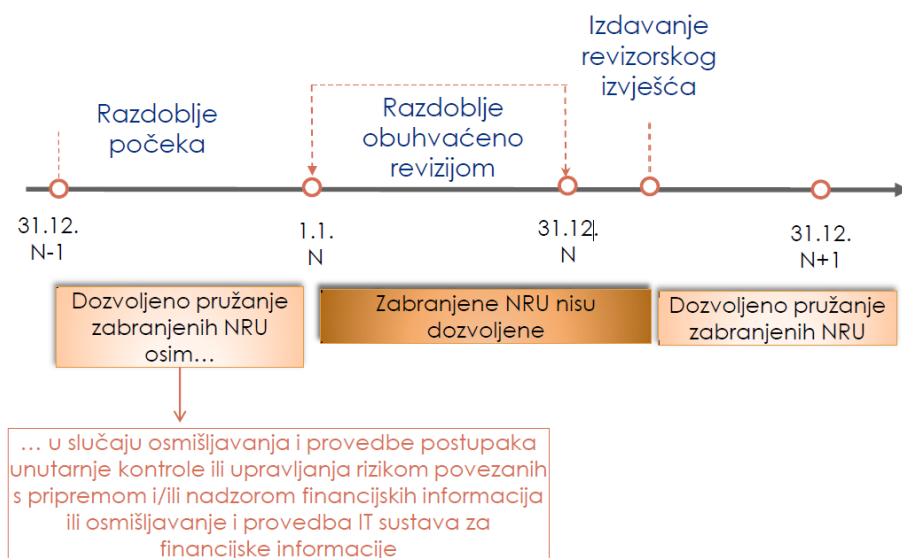 Izdavanje
revizorskog
izvješća
Razdoblje
počeka
Razdoblje
obuhvaćeno
revizijom
31.12.
N-1
1.1.
N
31.12.
N
31.12.
N+1
Dozvoljeno pružanje
zabranjenih NRU
osim…
Zabranjene NRU nisu
dozvoljene
Dozvoljeno pružanje
zabranjenih NRU
… u slučaju osmišljavanja i provedbe postupaka
unutarnje kontrole ili upravljanja rizikom povezanih
s pripremom i/ili nadzorom financijskih informacija
ili osmišljavanje i provedba IT sustava za
financijske informacije